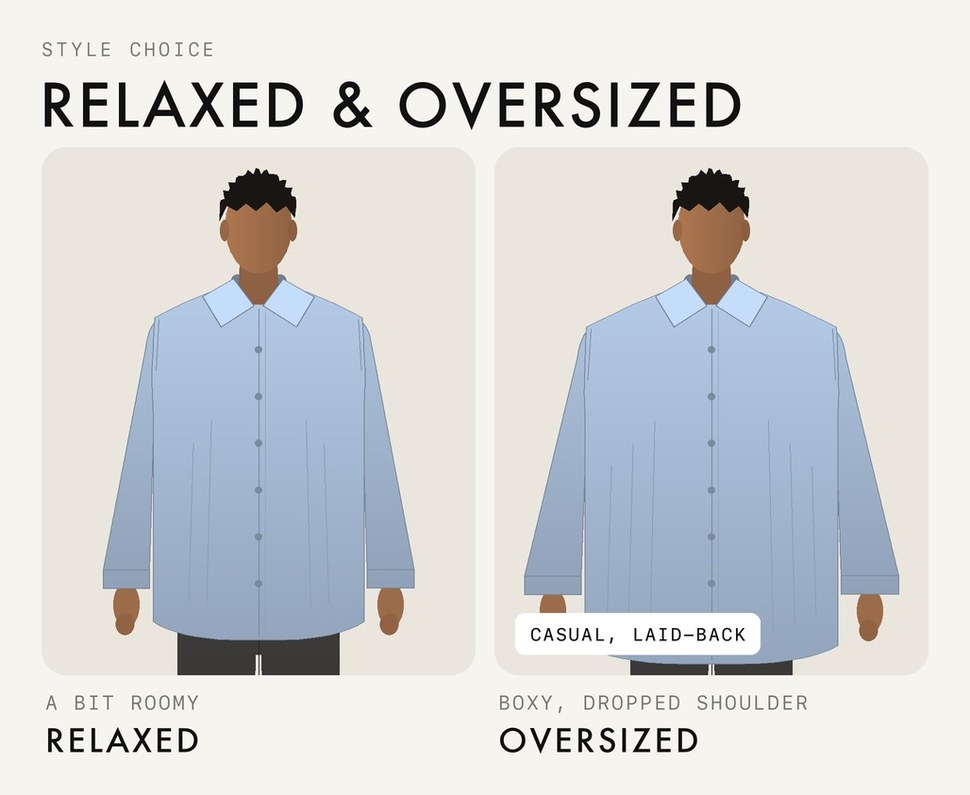 STYLE CHOICE
RELAXED & OVERSIZED
CASUAL, LAID–BACK
A BIT ROOMY
RELAXED
BOXY, DROPPED SHOULDER
OVERSIZED